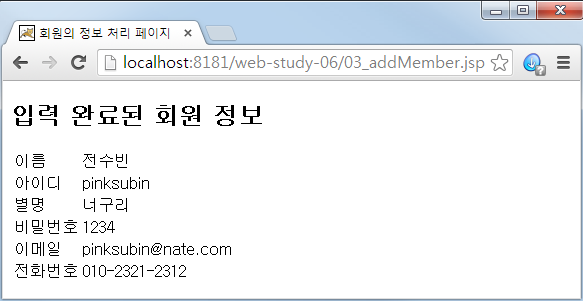 회원의 정보 처리 페이지
localhost:8181/web-study-06/03_addMember.jsp
입력 완료된 회원 정보
이름 전수빈
아이디 pinksubin
별명 너구리
비밀번호 1234
이메일 pinksubin@nate.com
전화번호 010-2321-2312